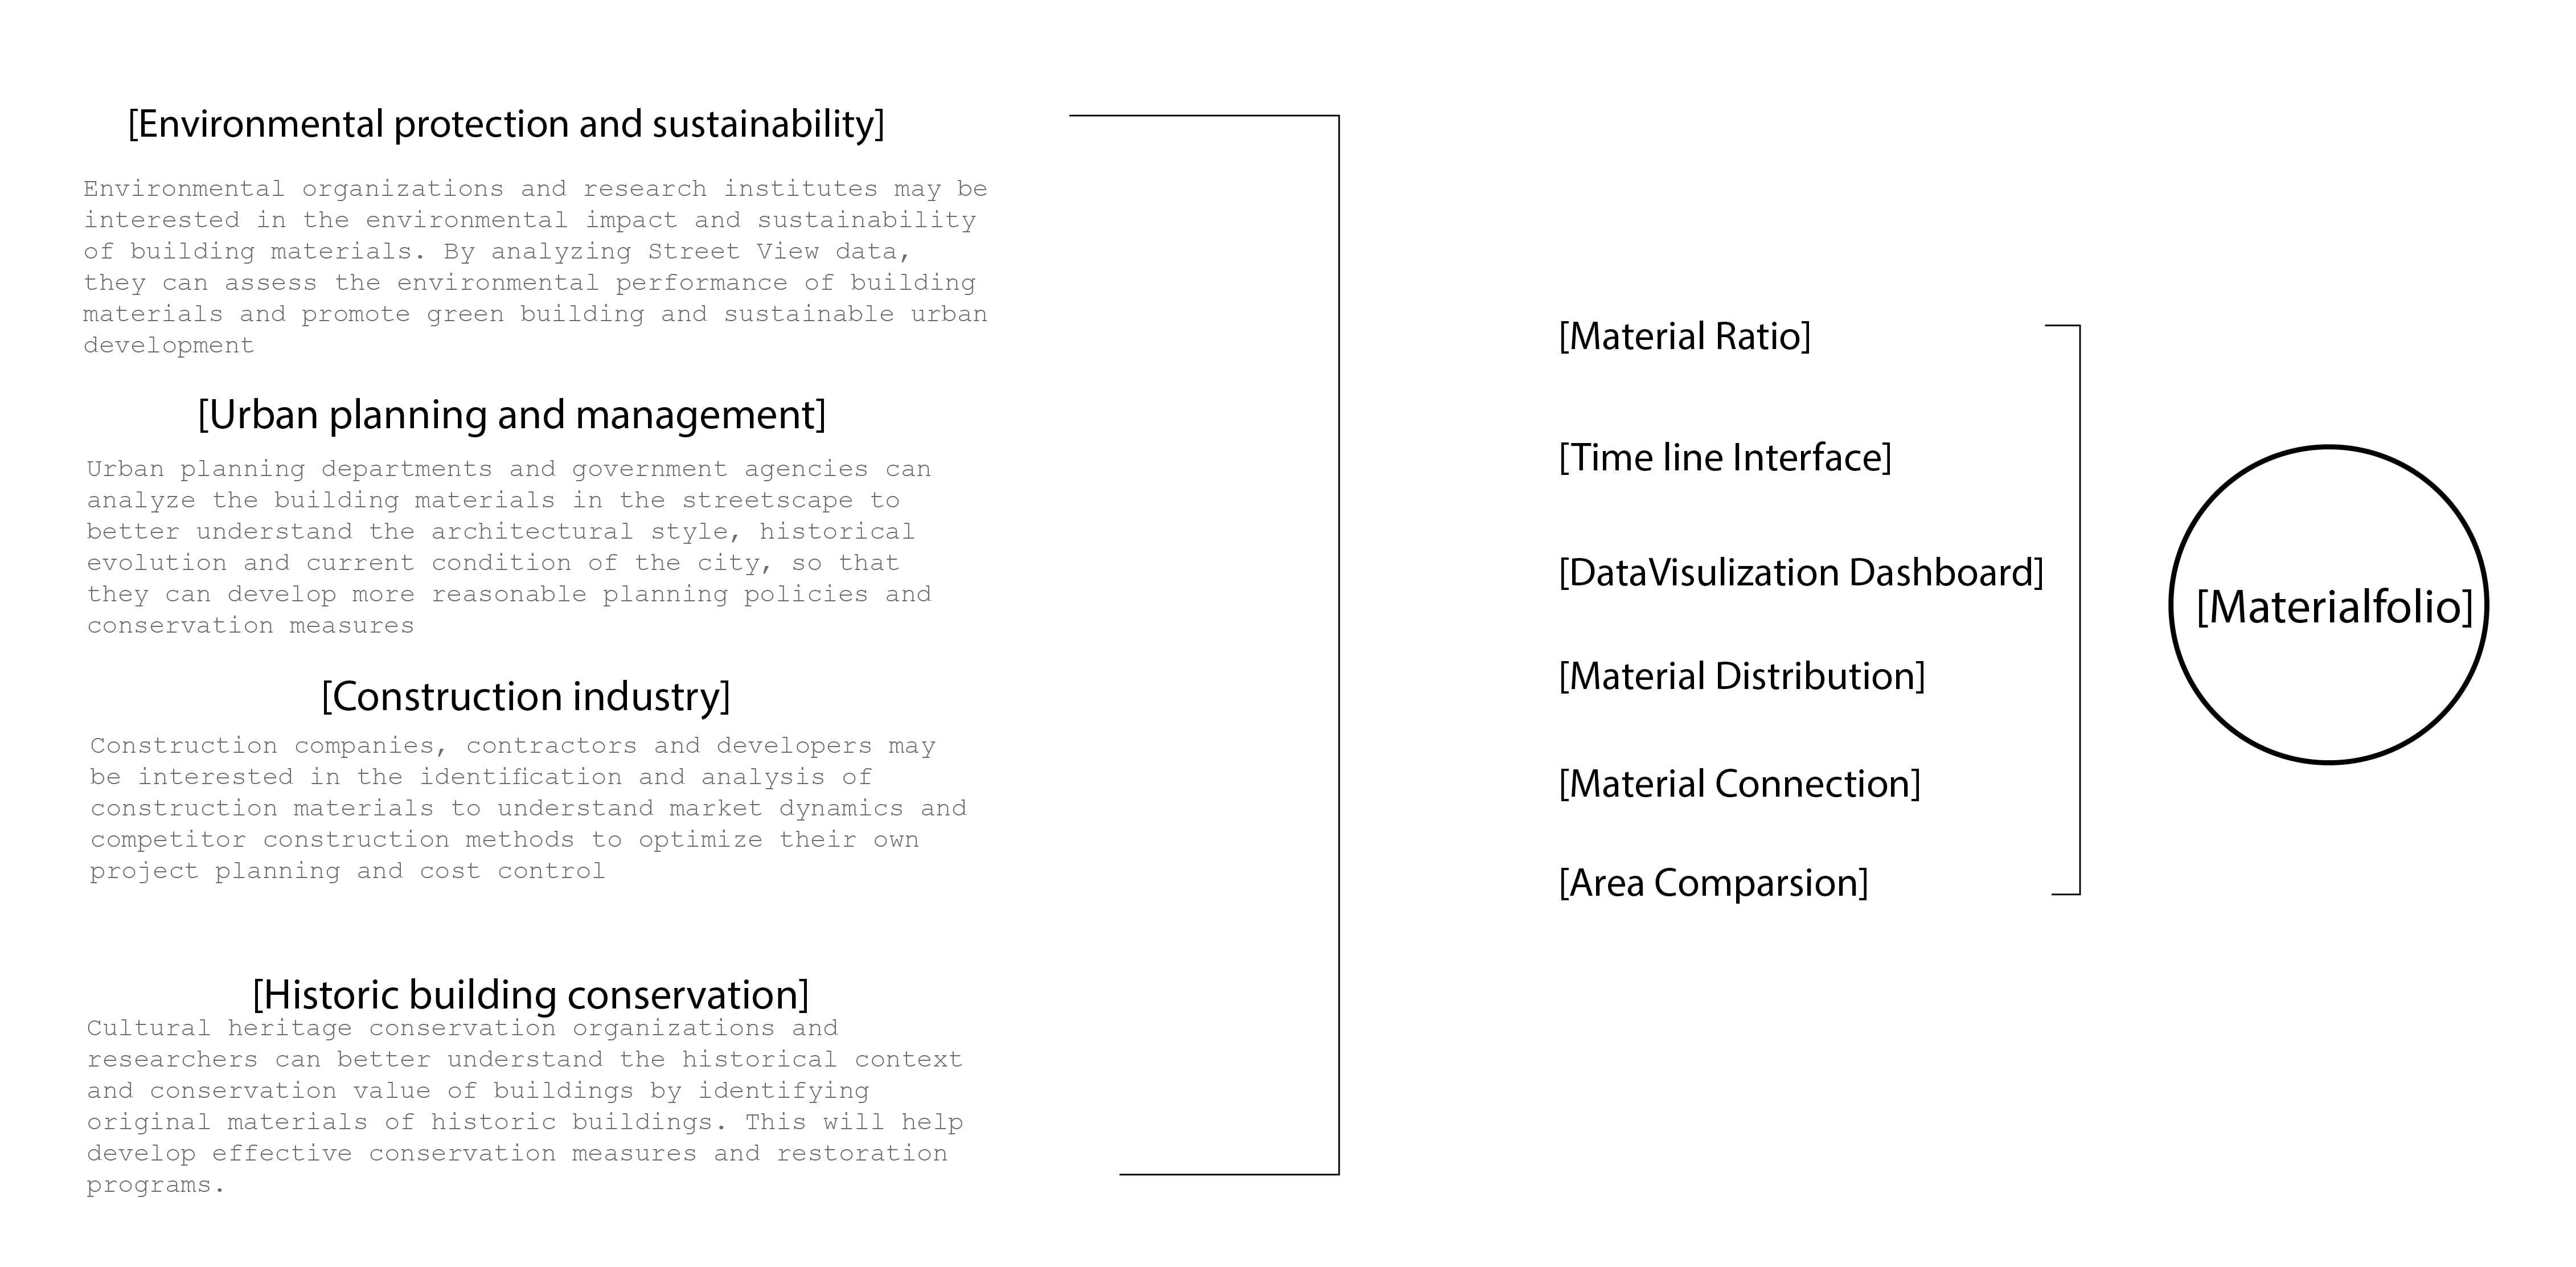 [Environmental protection and sustainability]
Environmental organizations and research institutes may be
interested in the environmental impact and sustainability
of building materials. By analyzing Street View data,
they can assess the environmental performance of building
materials and promote green building and sustainable urban
development
[Urban planning and management]
Urban planning departments and government agencies can
analyze the building materials in the streetscape to
better understand the architectural style, historical
evolution and current condition of the city, so that
they can develop more reasonable planning policies and
conservation measures
[Construction industry]
Construction companies, contractors and developers may
be interested in the identification and analysis of
construction materials to understand market dynamics and
competitor construction methods to optimize their own
project planning and cost control
[Historic building conservation]
Cultural heritage conservation organizations and
researchers can better understand the historical context
and conservation value of buildings by identifying
original materials of historic buildings. This will help
develop effective conservation measures and restoration
programs.
[Material Ratio]
[Time line Interface]
[DataVisulization Dashboard]
[Material Distribution]
[Material Connection]
[Area Comparsion]
[Materialfolio]